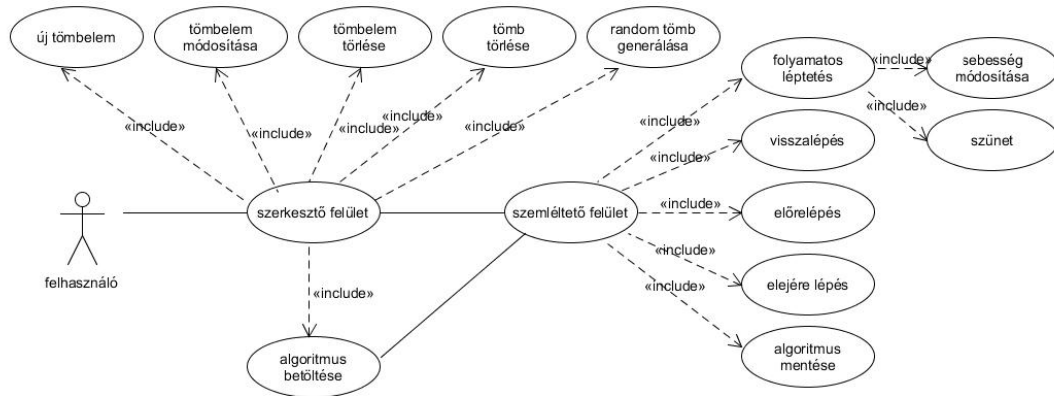 új tömbelem
tömbelem
módosítása
tömbelem
törlése
tömb
törlése
random tömb
generálása
folyamatos
léptetés
«include»
sebesség
módosítása
«include»
«include»
«include»
«include»
«include»
«include»
«include»
szünet
«include»
visszalépés
felhasználó
szerkesztő felület
szemléltető felület
«include»
előrelépés
«include»
elejére lépés
«include»
«include»
algoritmus
betöltése
algoritmus
mentése